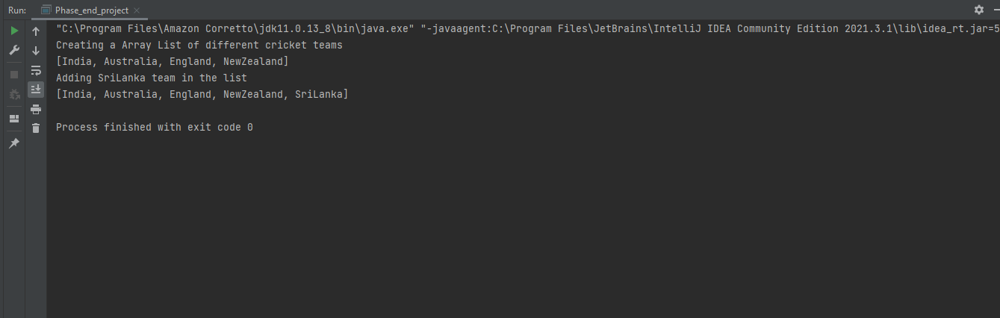 Run: Phase_end_project
"C:\Program Files\Amazon Corretto\jdk11.0.13_8\bin\java.exe" "-javaagent:C:\Program Files\JetBrains\IntelliJ IDEA Community Edition 2021.3.1\lib\idea_rt.jar=5
Creating a Array List of different cricket teams
[India, Australia, England, NewZealand]
Adding SriLanka team in the list
[India, Australia, England, NewZealand, SriLanka]
Process finished with exit code 0